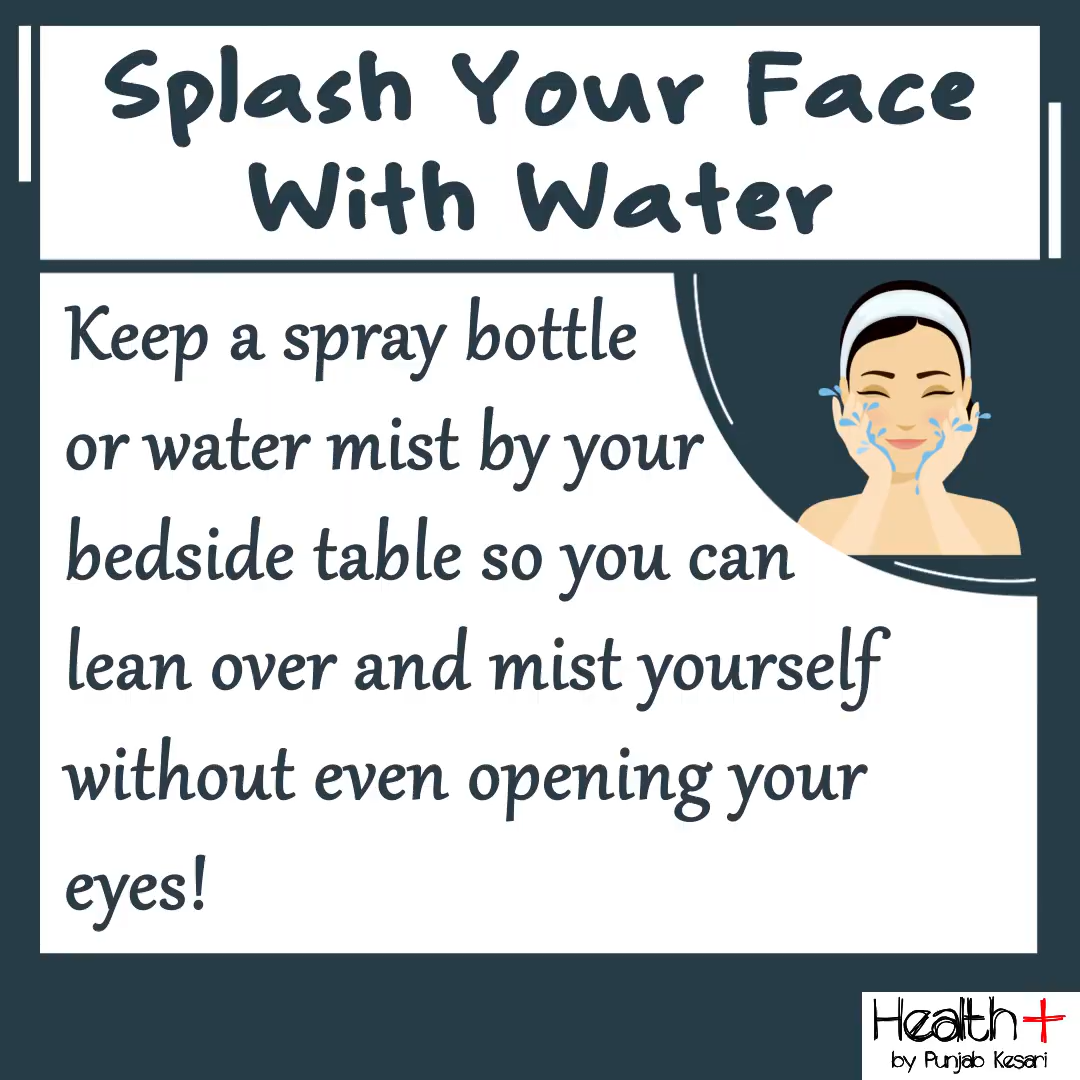 Splash Your Face
With Water
Keep a spray bottle
or water mist by your
bedside table so you can
lean over and mist yourself
without even opening your
eyes!
Health+
by Punjab Kesari